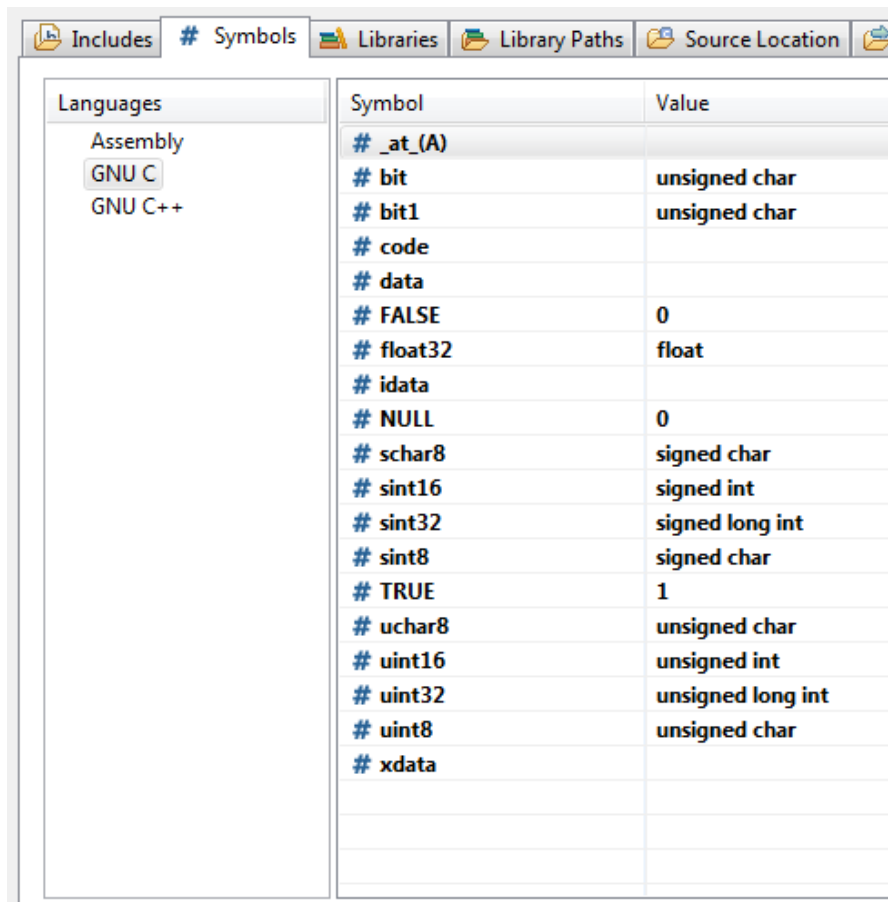 Includes # Symbols Libraries Library Paths Source Location
Languages
Assembly
GNU C
GNU C++
Symbol Value
# _at_(A)
# bit unsigned char
# bit1 unsigned char
# code
# data
# FALSE 0
# float32 float
# idata
# NULL 0
# schar8 signed char
# sint16 signed int
# sint32 signed long int
# sint8 signed char
# TRUE 1
# uchar8 unsigned char
# uint16 unsigned int
# uint32 unsigned long int
# uint8 unsigned char
# xdata